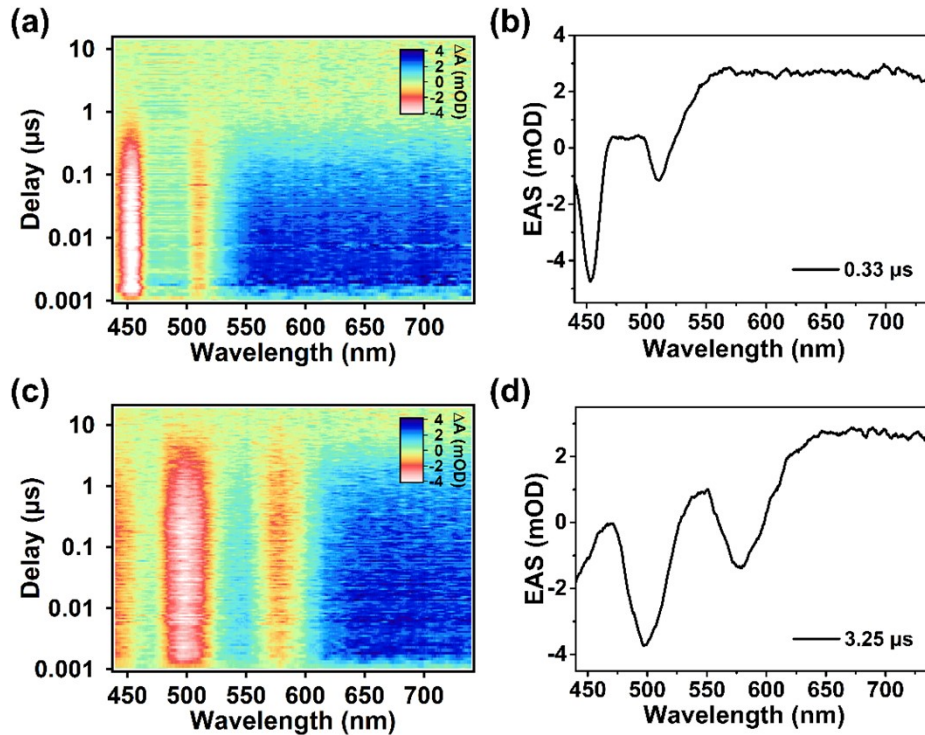 (a)
ΔA (mOD)
4
2
0
-2
-4
10
1
0.1
0.01
0.001
Delay (μs)
450 500 550 600 650 700
Wavelength (nm)
(b)
4
2
0
-2
-4
EAS (mOD)
0.33 μs
450 500 550 600 650 700
Wavelength (nm)
(c)
ΔA (mOD)
4
2
0
-2
-4
10
1
0.1
0.01
0.001
Delay (μs)
450 500 550 600 650 700
Wavelength (nm)
(d)
2
0
-2
-4
EAS (mOD)
3.25 μs
450 500 550 600 650 700
Wavelength (nm)